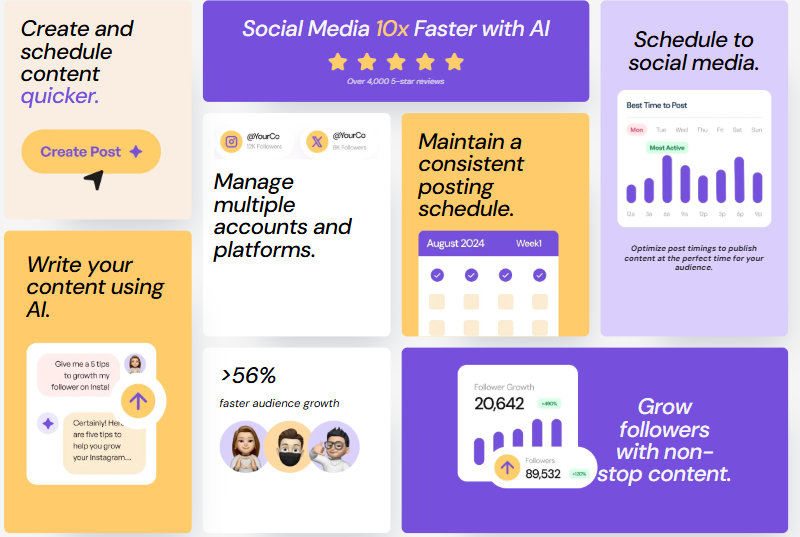 Create and
schedule
content
quicker.
Create Post
Social Media 10x Faster with AI
Over 4,000 5-star reviews
Schedule to
social media.
Best Time to Post
Mon Tue Wed Thu Fri Sat Sun
Most Active
12a 3a 6a 9a 12p 3p 6p 9p
Optimize post timings to publish
content at the perfect time for your
audience.
@YourCo
12K Followers
@YourCo
8K Followers
Manage
multiple
accounts and
platforms.
Maintain a
consistent
posting
schedule.
August 2024 Week1
Write your
content using
AI.
Give me a 5 tips
to growth my
follower on Insta!
Certainly! Here
are five tips to
help you grow
your Instagram...
>56%
faster audience growth
Follower Growth
20,642
Followers
89,532
Grow
followers
with non-
stop content.